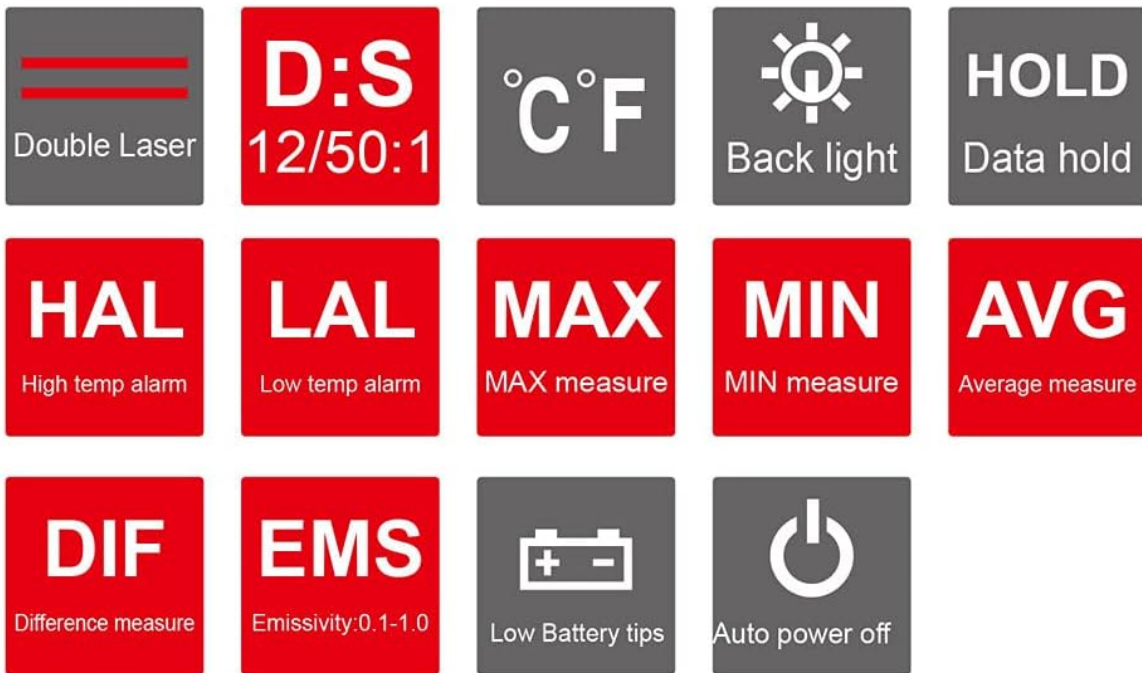 Double Laser
D:S
12/50:1
°C°F
Back light
HOLD
Data hold
HAL
High temp alarm
LAL
Low temp alarm
MAX
MAX measure
MIN
MIN measure
AVG
Average measure
DIF
Difference measure
EMS
Emissivity:0.1-1.0
+ -
Low Battery tips
Auto power off